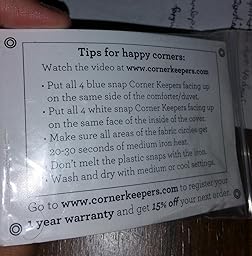 Tips for happy corners:
Watch the video at www.cornerkeepers.com
• Put all 4 blue snap Corner Keepers facing up
on the same side of the comforter/duvet.
• Put all 4 white snap Corner Keepers facing up
on the same face of the inside of the cover.
• Make sure all areas of the fabric circles get
20-30 seconds of medium iron heat.
Don't melt the plastic snaps with the iron.
• Wash and dry with medium or cool settings.
Go to www.cornerkeepers.com to register your
1 year warranty and get 15% off your next order.